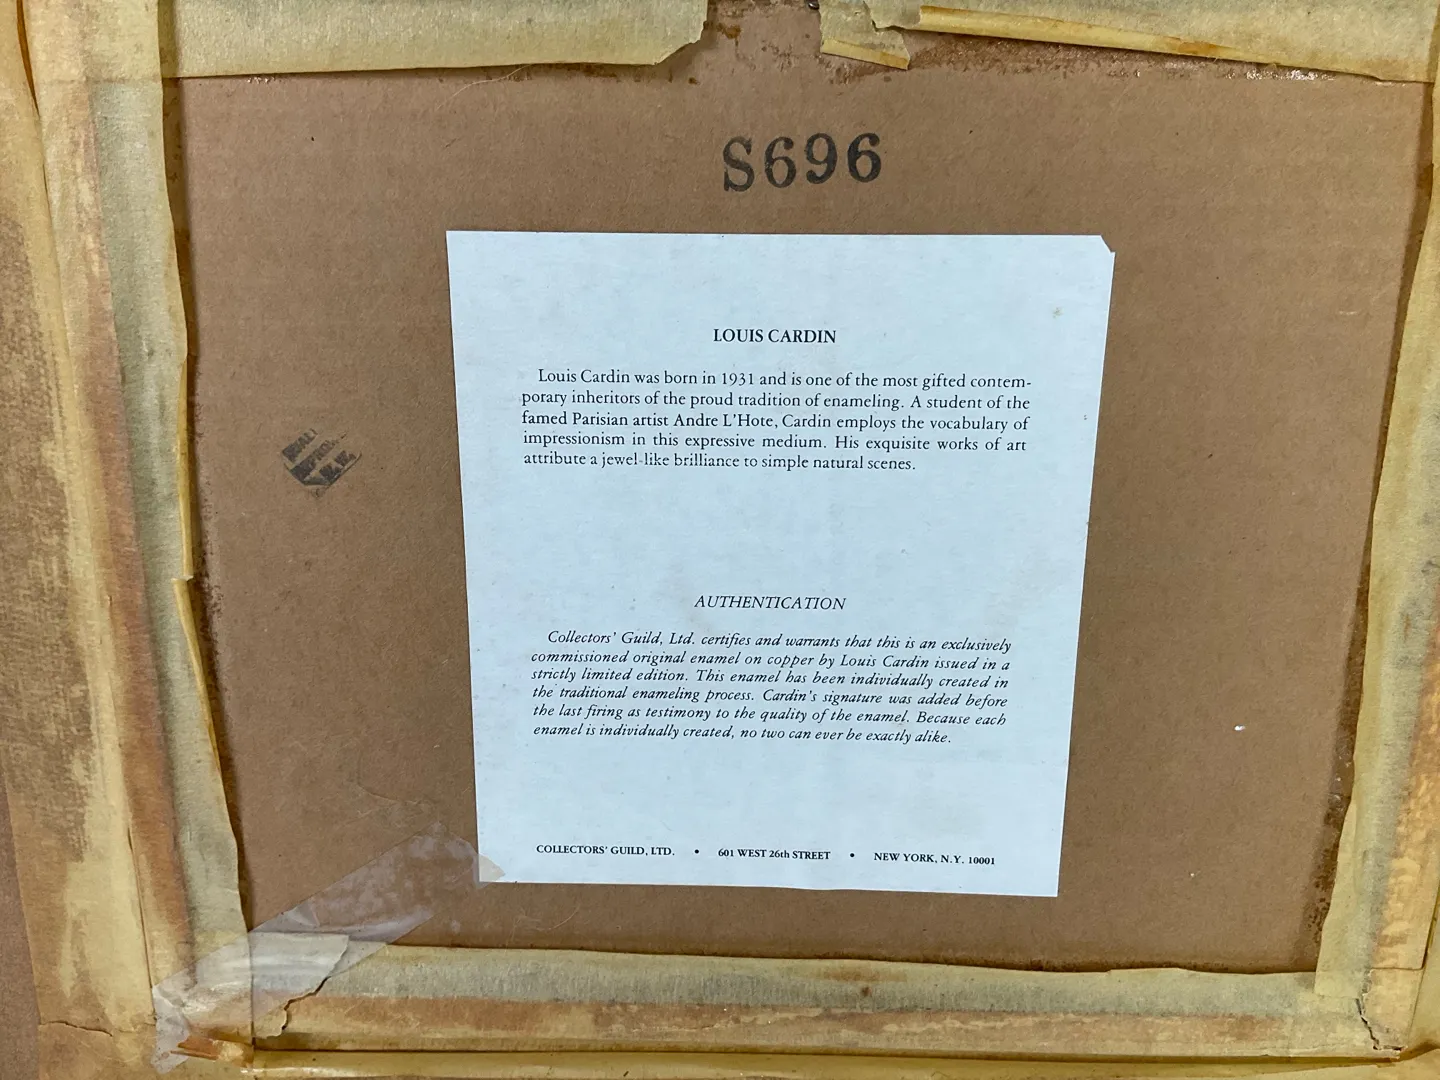 S696
LOUIS CARDIN
Louis Cardin was born in 1931 and is one of the most gifted contem-
porary inheritors of the proud tradition of enameling. A student of the
famed Parisian artist Andre L'Hote, Cardin employs the vocabulary of
impressionism in this expressive medium. His exquisite works of art
attribute a jewel-like brilliance to simple natural scenes.
AUTHENTICATION
Collectors' Guild, Ltd. certifies and warrants that this is an exclusively
commissioned original enamel on copper by Louis Cardin issued in a
strictly limited edition. This enamel has been individually created in
the traditional enameling process. Cardin's signature was added before
the last firing as testimony to the quality of the enamel. Because each
enamel is individually created, no two can ever be exactly alike.
COLLECTORS' GUILD, LTD. • 601 WEST 26th STREET • NEW YORK, N.Y. 10001